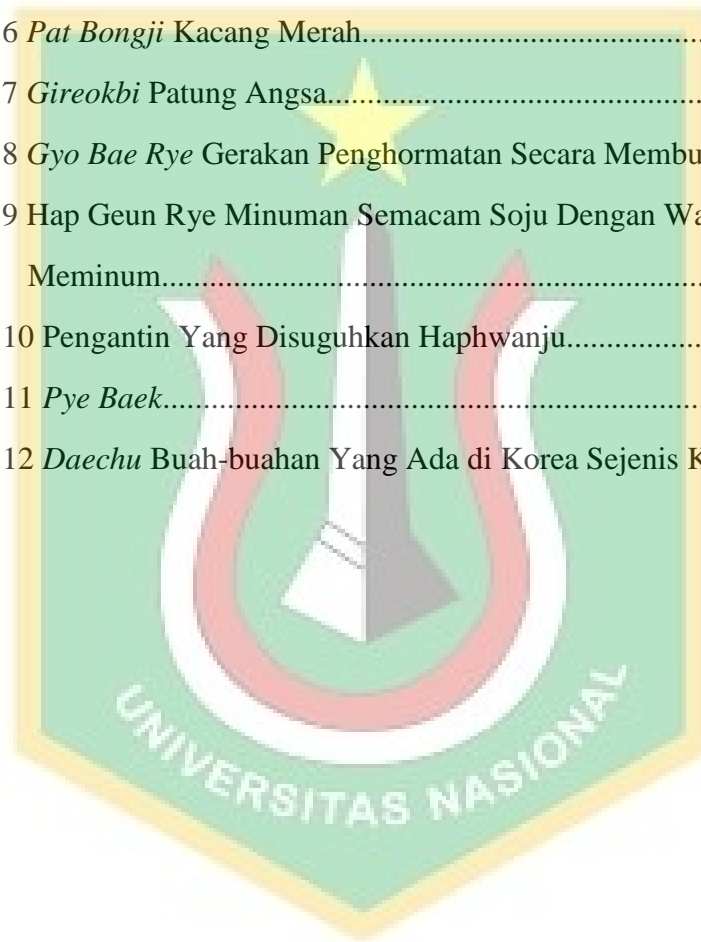 6 Pat Bongji Kacang Merah.............................................
7 Gireokbi Patung Angsa..................................................
8 Gyo Bae Rye Gerakan Penghormatan Secara
9 Hap Geun Rye Minuman Semacam Soju Dengan
Meminum......................................................................
10 Pengantin Yang Disuguhkan Haphwanju..................
11 Pye Baek.......................................................................
12 Daechu Buah-buahan Yang Ada di Korea Sejenis
UNIVERSITAS NASIONAL